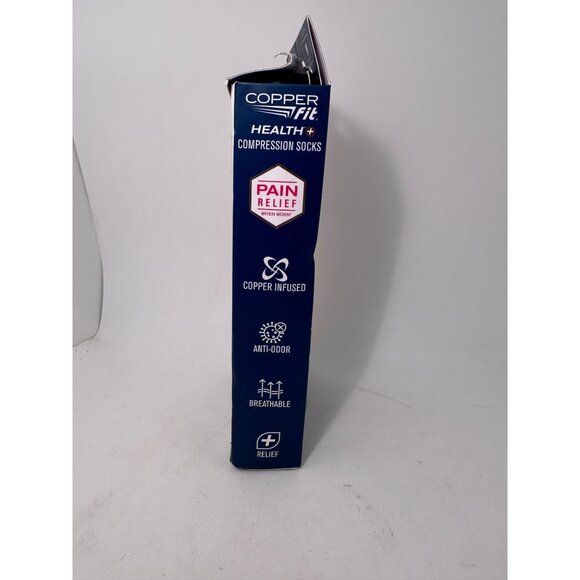 COPPER
Fit
HEALTH+
COMPRESSION SOCKS
PAIN
RELIEF
WHEN WORN*
COPPER INFUSED
ANTI-ODOR
BREATHABLE
RELIEF